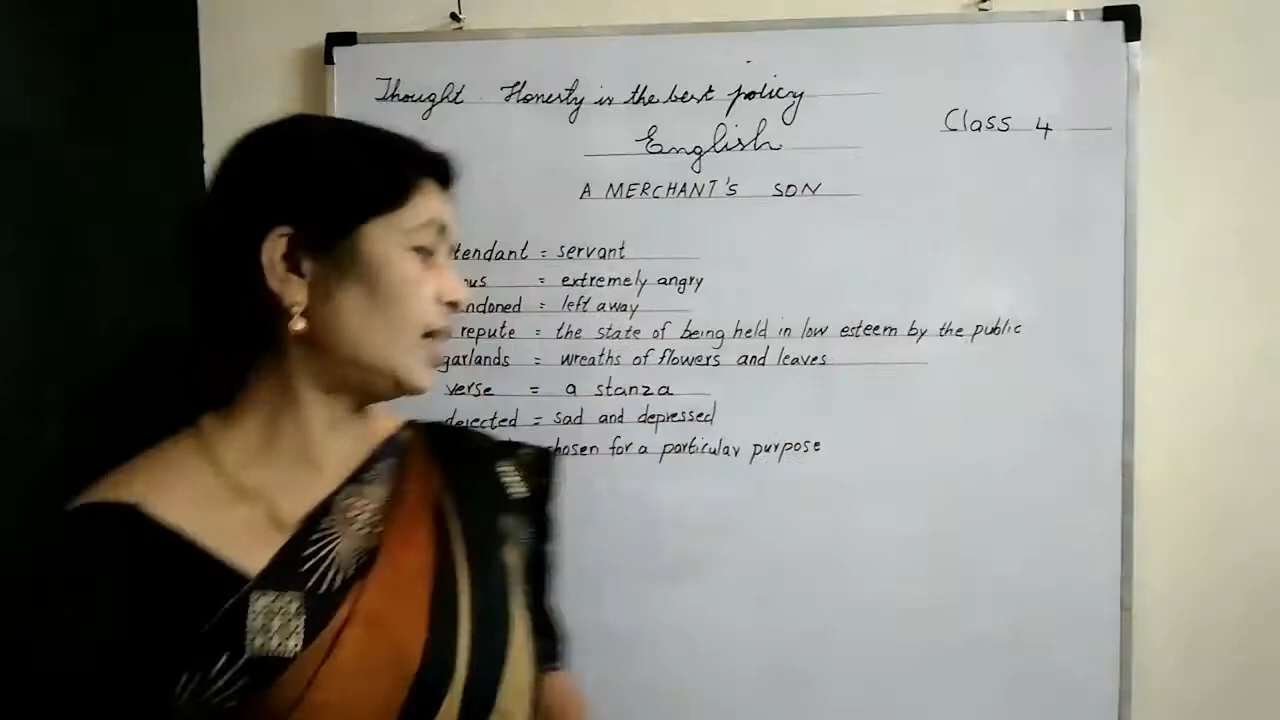 Thought. Honesty is the best policy
Class 4
English
A MERCHANT'S SON
tendant = servant
ous = extremely angry
ndoned = left away
repute = the state of being held in low esteem by the public
garlands = wreaths of flowers and leaves
verse = a stanza
dejected = sad and depressed
chosen for a particular purpose